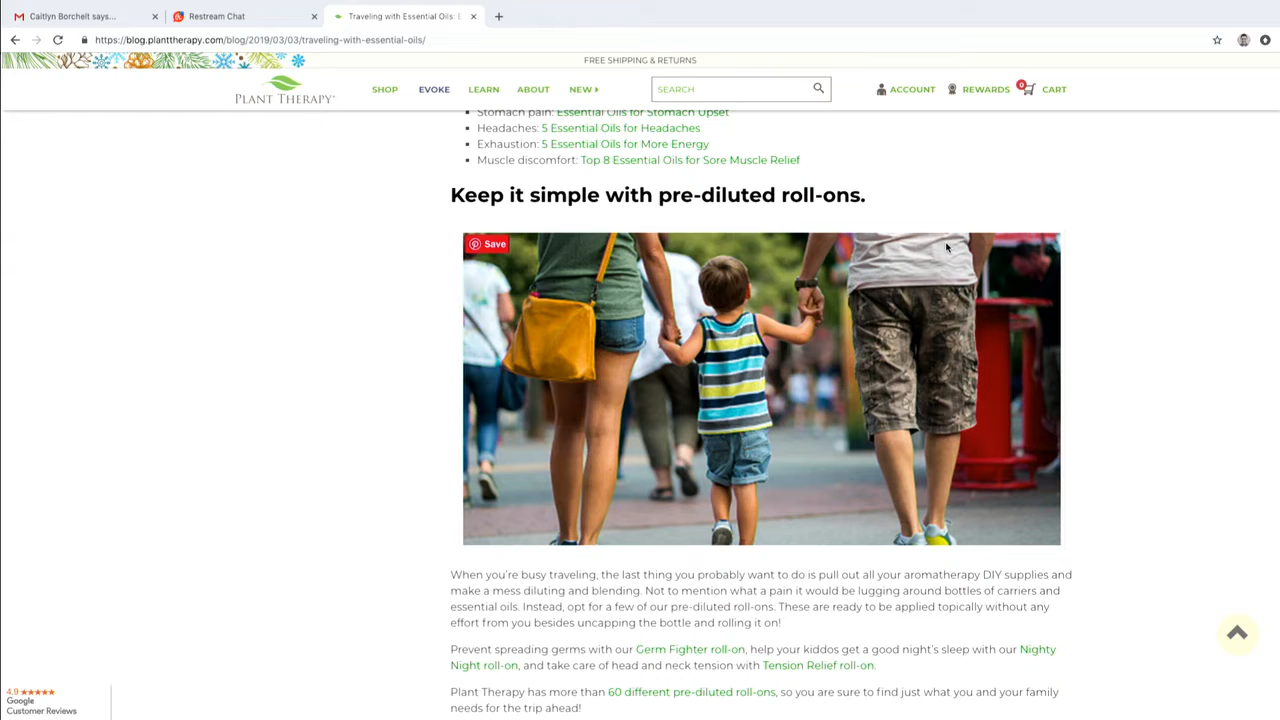 Caitlyn Borchelt says...
Restream Chat
Traveling with Essential Oils: E
https://blog.planttherapy.com/blog/2019/03/03/traveling-with-essential-oils/
FREE SHIPPING & RETURNS
PLANT THERAPY
SHOP EVOKE LEARN ABOUT NEW SEARCH ACCOUNT REWARDS 0 CART
Stomach pain: Essential Oils for Stomach Upset
Headaches: 5 Essential Oils for Headaches
Exhaustion: 5 Essential Oils for More Energy
Muscle discomfort: Top 8 Essential Oils for Sore Muscle Relief
Keep it simple with pre-diluted roll-ons.
Save
When you're busy traveling, the last thing you probably want to do is pull out all your aromatherapy DIY supplies and
make a mess diluting and blending. Not to mention what a pain it would be lugging around bottles of carriers and
essential oils. Instead, opt for a few of our pre-diluted roll-ons. These are ready to be applied topically without any
effort from you besides uncapping the bottle and rolling it on!
Prevent spreading germs with our Germ Fighter roll-on, help your kiddos get a good night's sleep with our Nighty
Night roll-on, and take care of head and neck tension with Tension Relief roll-on.
Plant Therapy has more than 60 different pre-diluted roll-ons, so you are sure to find just what you and your family
needs for the trip ahead!
4.9
Google
Customer Reviews